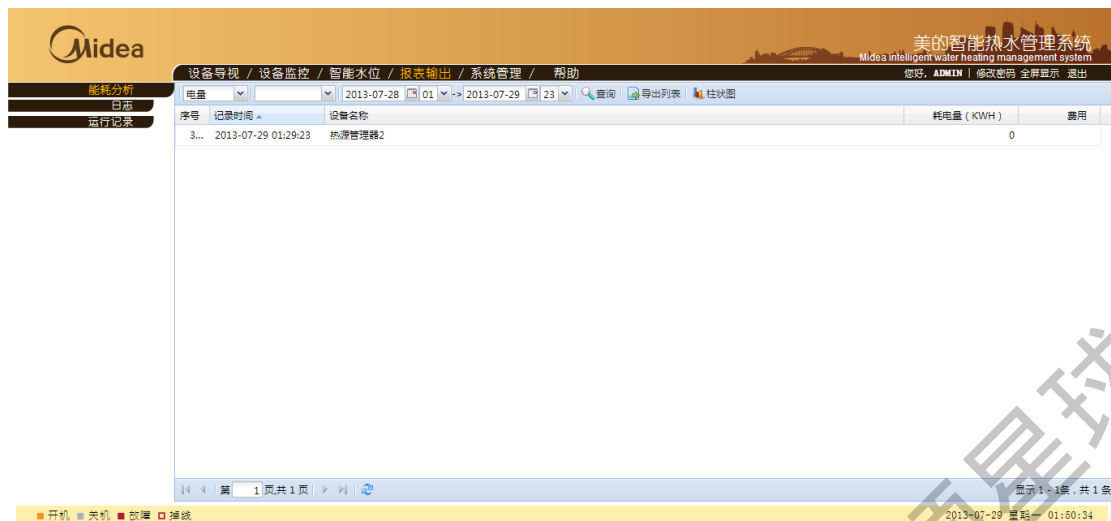 Midea
美的智能热水管理系统
Midea intelligent water heating management system
设备导视 / 设备监控 / 智能水位 / 报表输出 / 系统管理 / 帮助
您好, ADMIN | 修改密码 全屏显示 退出
能耗分析
日志
运行记录
电量 2013-07-28 01 -> 2013-07-29 23 查询 导出列表 柱状图
序号 记录时间 设备名称 耗电量 ( KWH ) 费用
3... 2013-07-29 01:29:23 热源管理器2 0
第 1 页,共 1 页
显示 1 - 1条 , 共 1 条
开机 关机 故障 掉线
2013-07-29 星期一 01:50:34